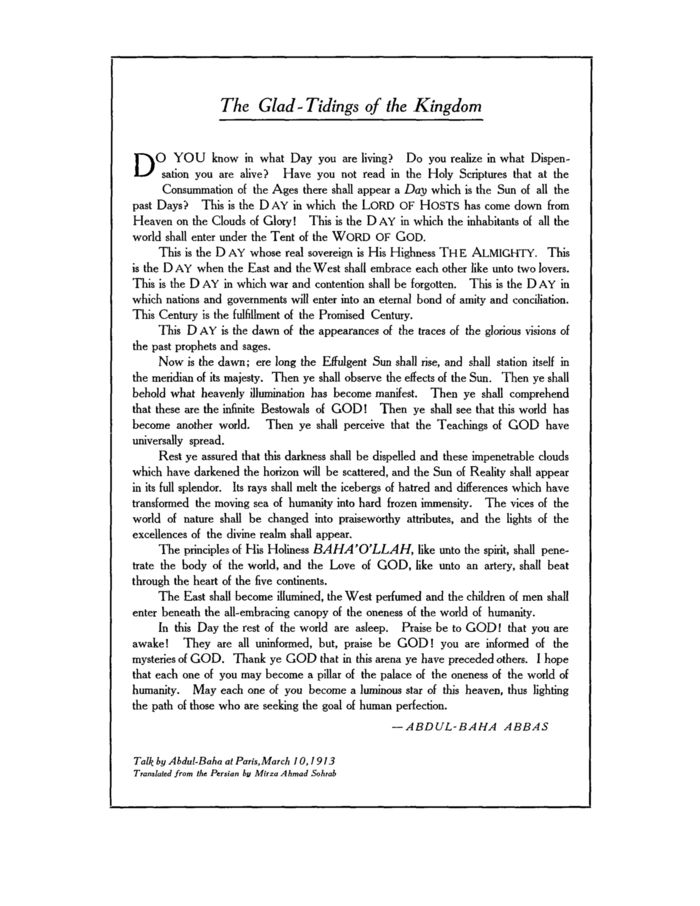 The Glad-Tidings of the Kingdom
DO YOU know in what Day you are living? Do you realize in what Dispen-
sation you are alive? Have you not read in the Holy Scriptures that at the
Consummation of the Ages there shall appear a Day which is the Sun of all the
past Days? This is the DAY in which the LORD OF HOSTS has come down from
Heaven on the Clouds of Glory! This is the DAY in which the inhabitants of all the
world shall enter under the Tent of the WORD OF GOD.
This is the DAY whose real sovereign is His Highness THE ALMIGHTY. This
is the DAY when the East and the West shall embrace each other like unto two lovers.
This is the DAY in which war and contention shall be forgotten. This is the DAY in
which nations and governments will enter into an eternal bond of amity and conciliation.
This Century is the fulfillment of the Promised Century.
This DAY is the dawn of the appearances of the traces of the glorious visions of
the past prophets and sages.
Now is the dawn; ere long the Effulgent Sun shall rise, and shall station itself in
the meridian of its majesty. Then ye shall observe the effects of the Sun. Then ye shall
behold what heavenly illumination has become manifest. Then ye shall comprehend
that these are the infinite Bestowals of GOD! Then ye shall see that this world has
become another world. Then ye shall perceive that the Teachings of GOD have
universally spread.
Rest ye assured that this darkness shall be dispelled and these impenetrable clouds
which have darkened the horizon will be scattered, and the Sun of Reality shall appear
in its full splendor. Its rays shall melt the icebergs of hatred and differences which have
transformed the moving sea of humanity into hard frozen immensity. The vices of the
world of nature shall be changed into praiseworthy attributes, and the lights of the
excellences of the divine realm shall appear.
The principles of His Holiness BAHA'O'LLAH, like unto the spirit, shall pene-
trate the body of the world, and the Love of GOD, like unto an artery, shall beat
through the heart of the five continents.
The East shall become illumined, the West perfumed and the children of men shall
enter beneath the all-embracing canopy of the oneness of the world of humanity.
In this Day the rest of the world are asleep. Praise be to GOD! that you are
awake! They are all uninformed, but, praise be GOD! you are informed of the
mysteries of GOD. Thank ye GOD that in this arena ye have preceded others. I hope
that each one of you may become a pillar of the palace of the oneness of the world of
humanity. May each one of you become a luminous star of this heaven, thus lighting
the path of those who are seeking the goal of human perfection.
—ABDUL-BAHA ABBAS
Talk by Abdul-Baha at Paris, March 10, 1913
Translated from the Persian by Mirza Ahmad Sohrab